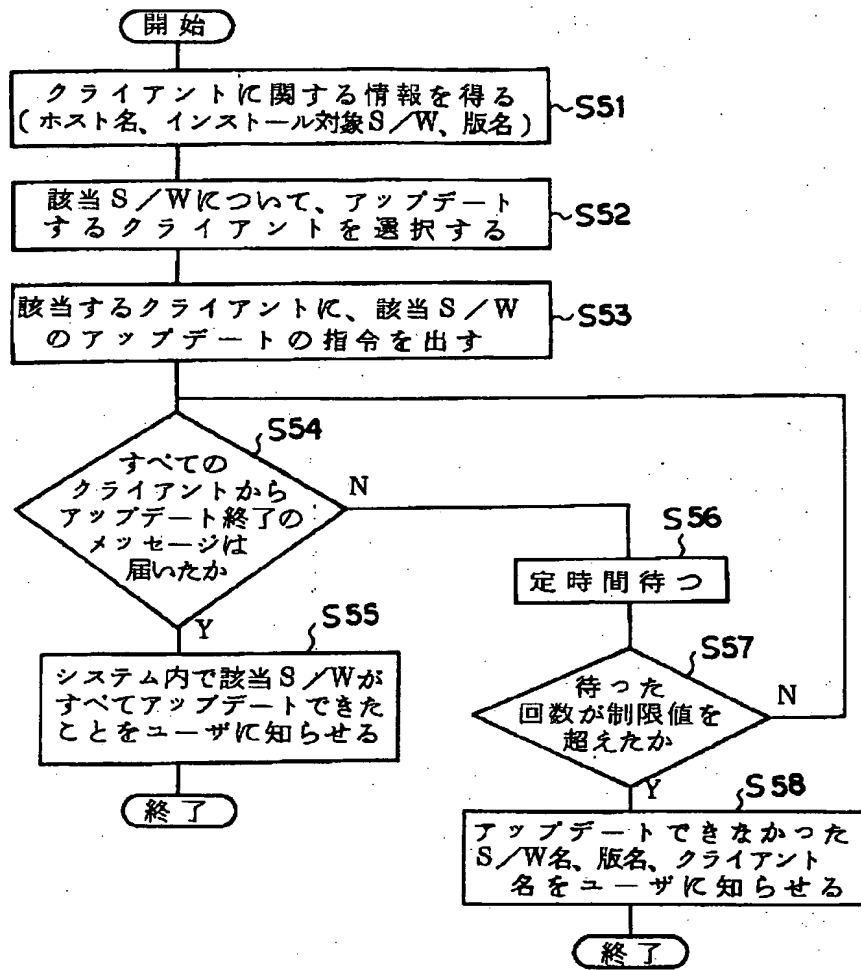 開始
クライアントに関する情報を得る
(ホスト名、インストール対象S/W、版名)
S51
該当S/Wについて、アップデート
するクライアントを選択する
S52
該当するクライアントに、該当S/W
のアップデートの指令を出す
S53
S54
すべての
クライアントから
アップデート終了の
メッセージは
届いたか
N
Y
S55
システム内で該当S/Wが
すべてアップデートできた
ことをユーザに知らせる
終了
S56
定時間待つ
S57
待った
回数が制限値を
超えたか
N
Y
S58
アップデートできなかった
S/W名、版名、クライアント
名をユーザに知らせる
終了